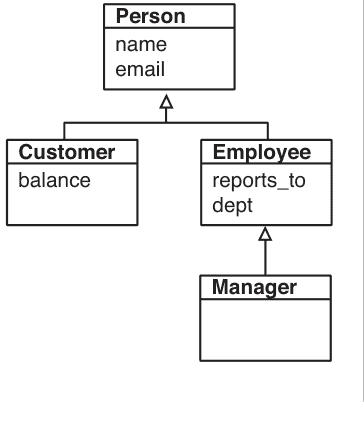 Person
name
email
Customer
balance
Employee
reports_to
dept
Manager